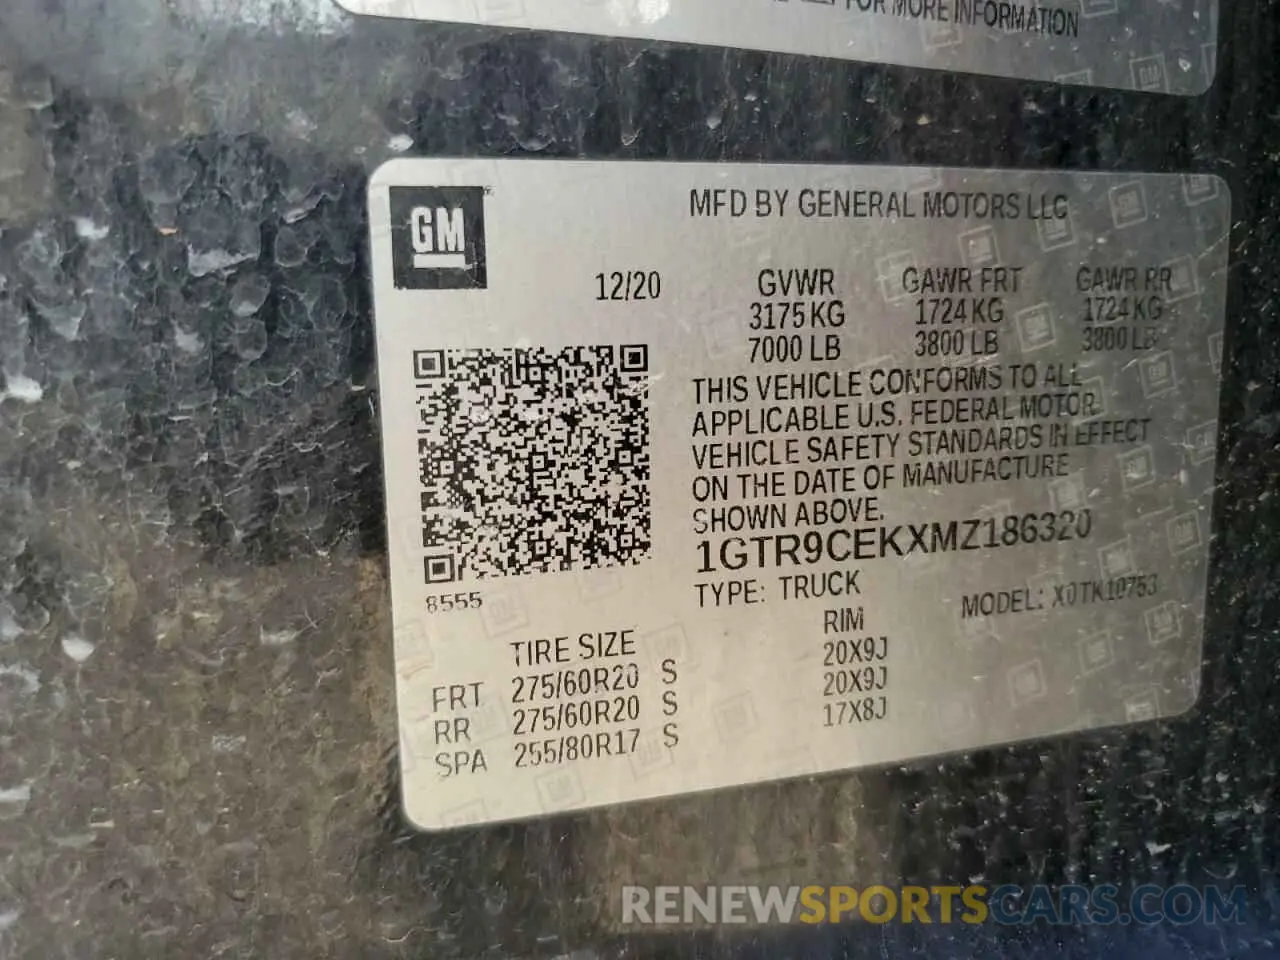 FOR MORE INFORMATION
GM
MFD BY GENERAL MOTORS LLC
12/20 GVWR GAWR FRT GAWR RR
3175 KG 1724 KG 1724 KG
7000 LB 3800 LB 3800 LB
THIS VEHICLE CONFORMS TO ALL
APPLICABLE U.S. FEDERAL MOTOR
VEHICLE SAFETY STANDARDS IN EFFECT
ON THE DATE OF MANUFACTURE
SHOWN ABOVE.
1GTR9CEKXMZ186320
TYPE: TRUCK MODEL: X0TK10753
8555
TIRE SIZE RIM
FRT 275/60R20 S 20X9J
RR 275/60R20 S 20X9J
SPA 255/80R17 S 17X8J
RENEWSPORTSCARS.COM